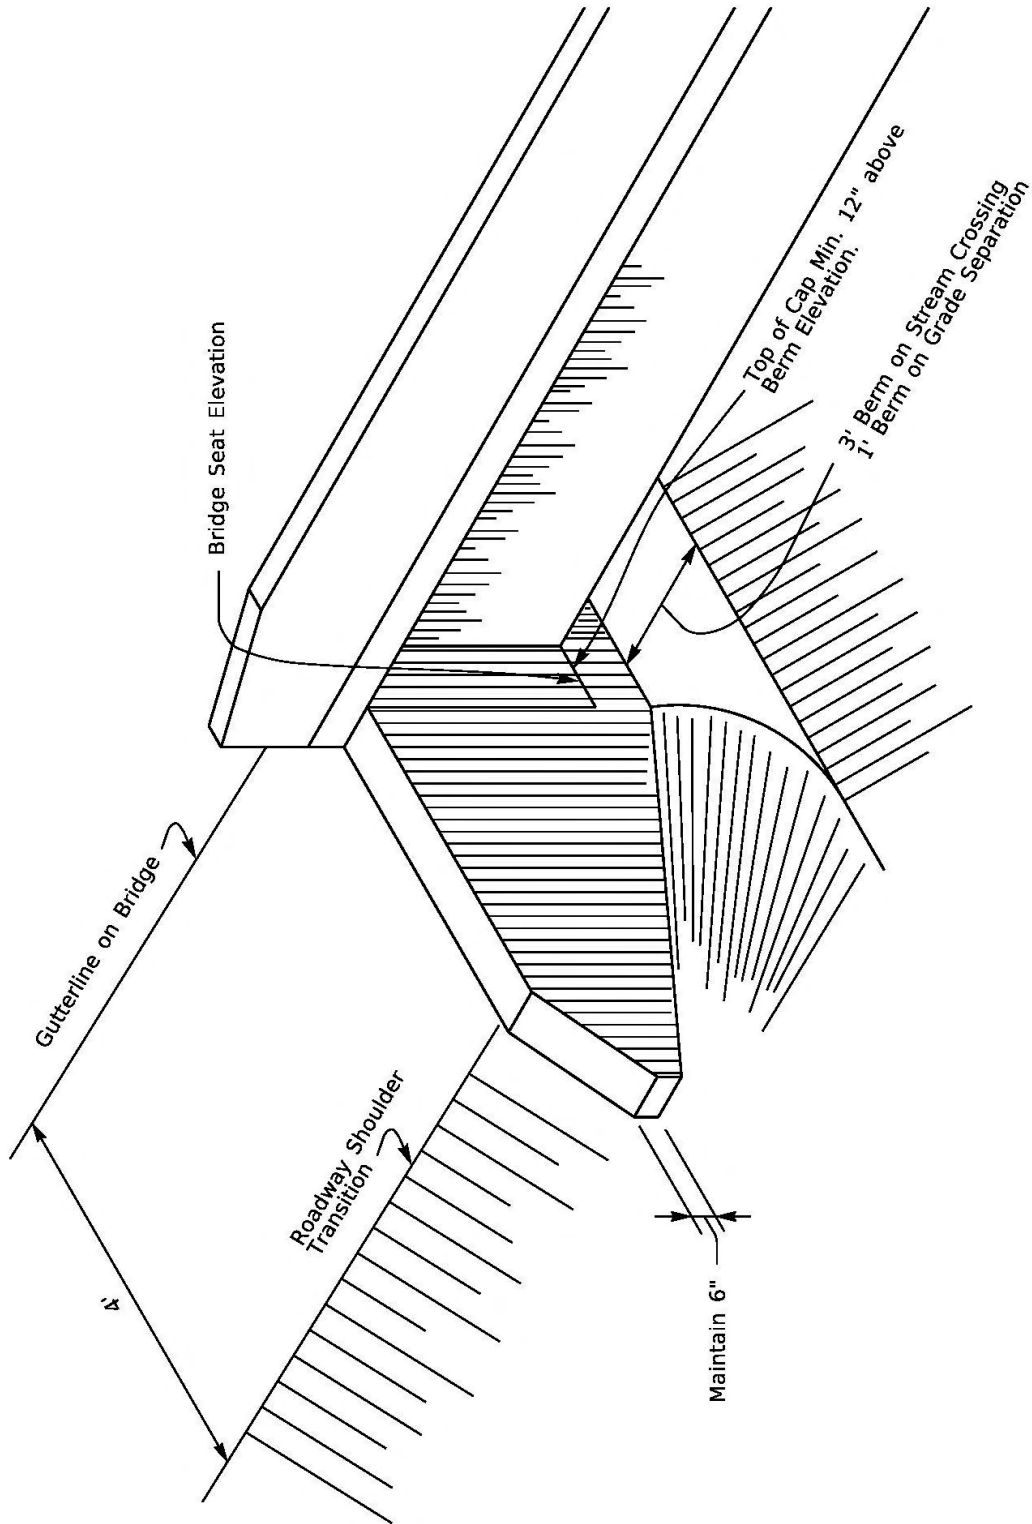 Bridge Seat Elevation
Top of Cap Min. 12" above
Berm Elevation.
3' Berm on Stream Crossing
1' Berm on Grade Separation
Gutterline on Bridge
Roadway Shoulder
Transition
4'
Maintain 6"